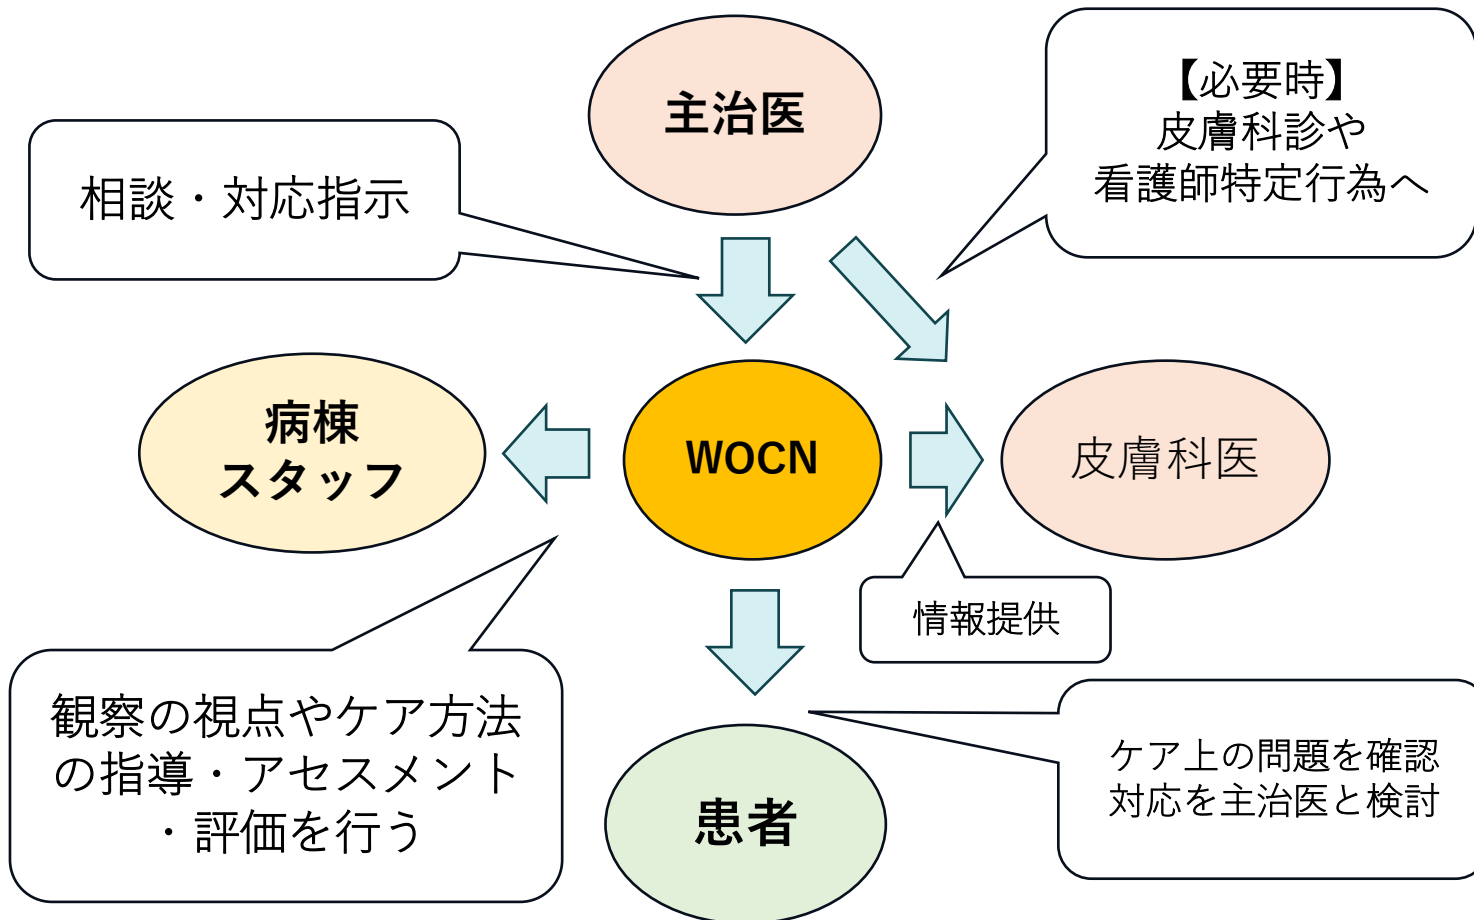 主治医
【必要時】
皮膚科診や
看護師特定行為へ
相談・対応指示
病棟
スタッフ
WOCN
皮膚科医
情報提供
観察の視点やケア方法
の指導・アセスメント
・評価を行う
ケア上の問題を確認
対応を主治医と検討
患者